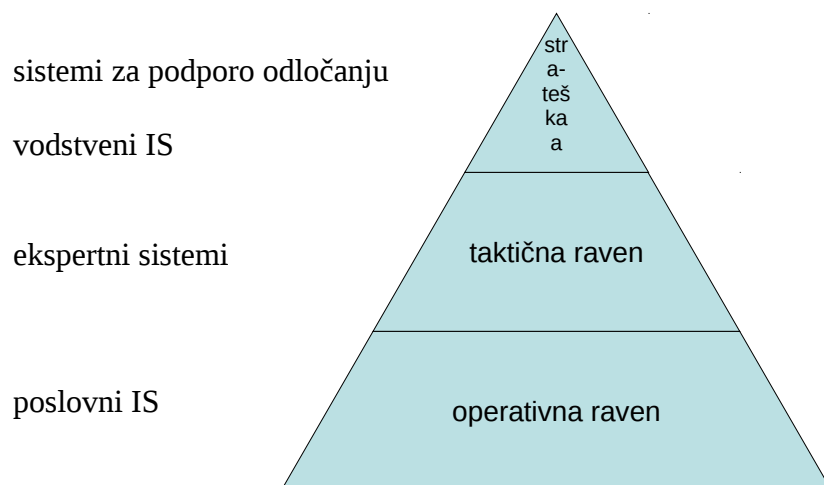 sistemi za podporo odločanju
vodstveni IS
str
a-
teš
ka
a
ekspertni sistemi
taktična raven
poslovni IS
operativna raven